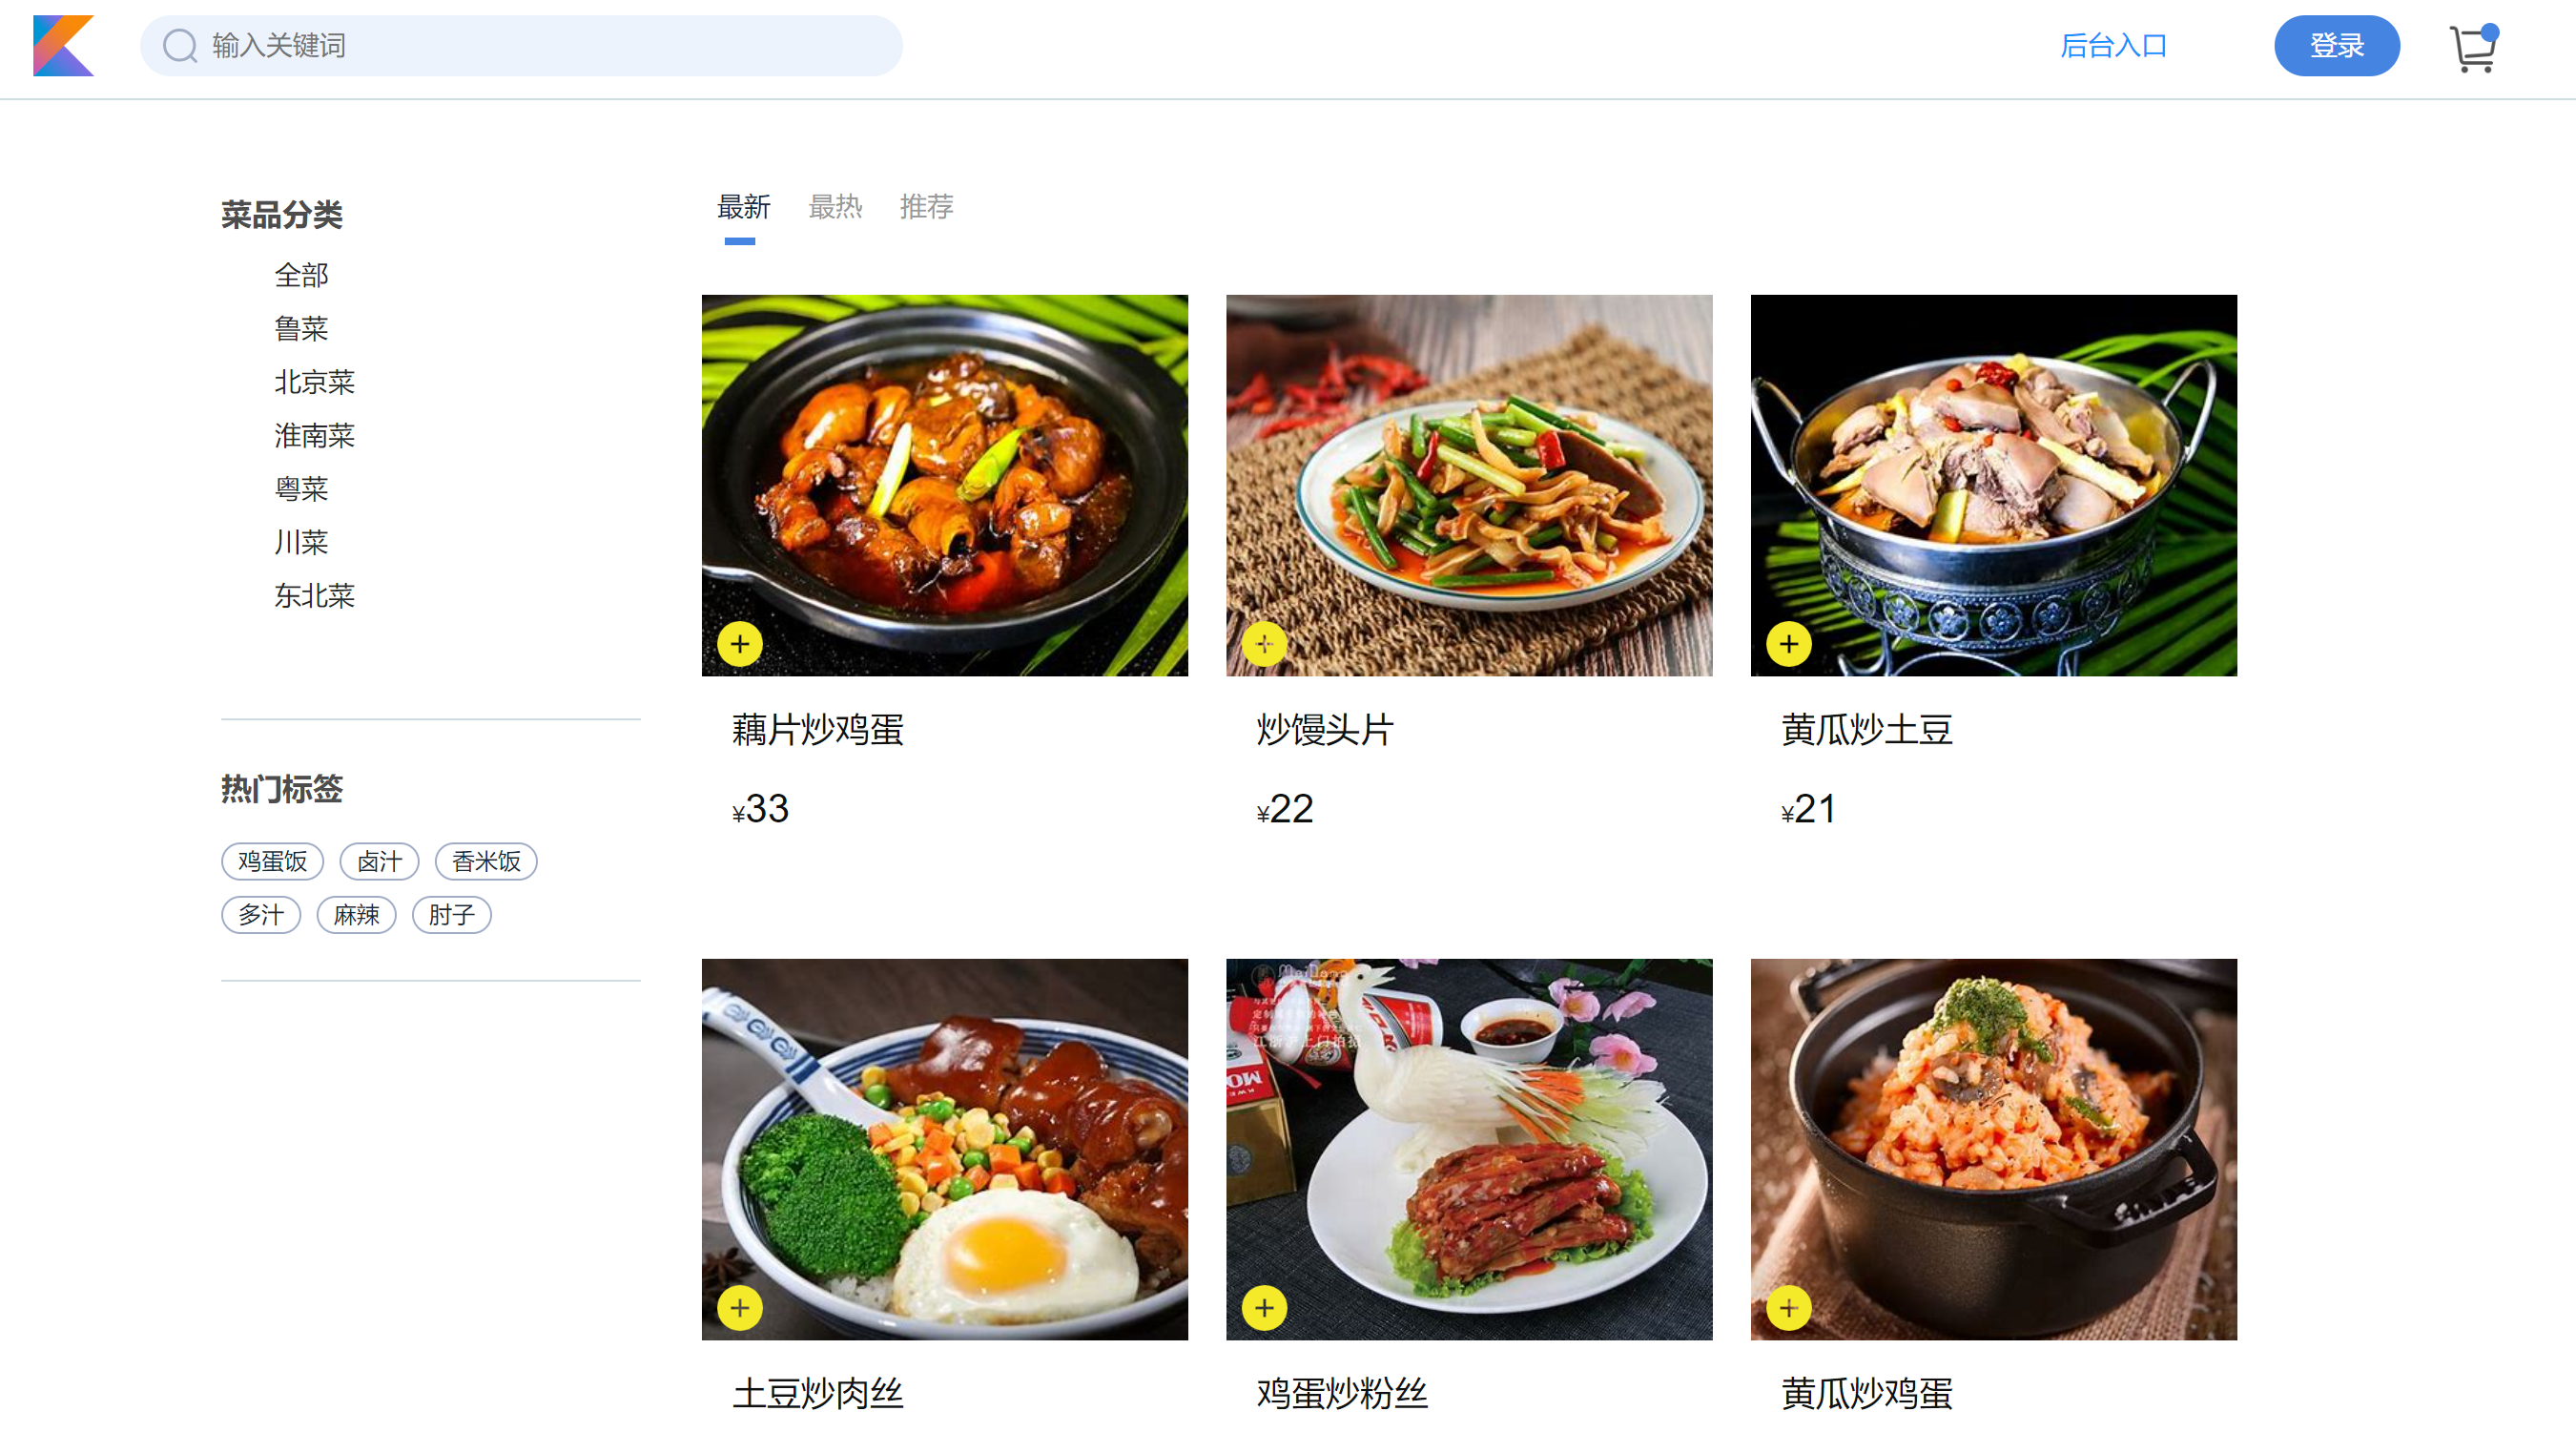 输入关键词
后台入口
登录
菜品分类
全部
鲁菜
北京菜
淮南菜
粤菜
川菜
东北菜
热门标签
鸡蛋饭 卤汁 香米饭
多汁 麻辣 肘子
最新 最热 推荐
藕片炒鸡蛋
¥33
炒馒头片
¥22
黄瓜炒土豆
¥21
土豆炒肉丝
鸡蛋炒粉丝
黄瓜炒鸡蛋